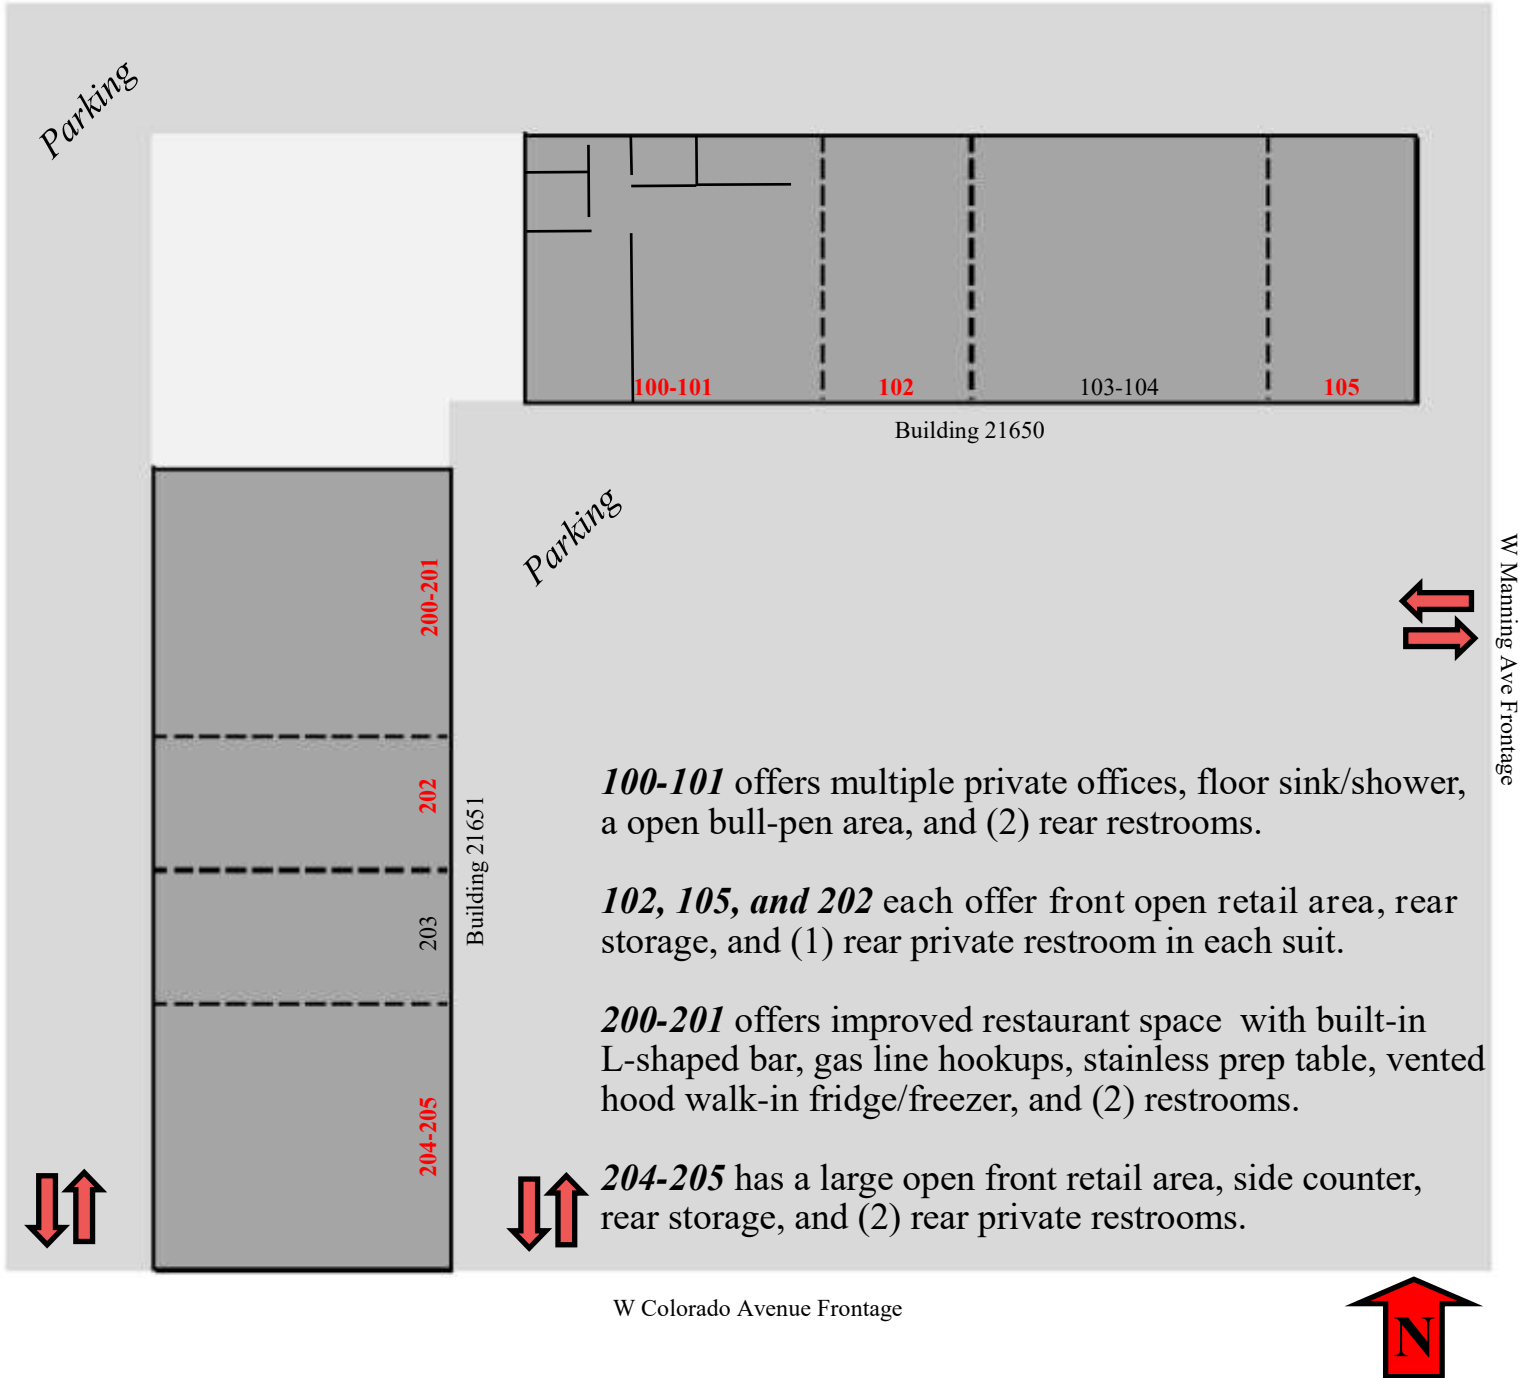 Parking
100-101
102
103-104
105
Building 21650
Parking
200-201
202
203
204-205
Building 21651
W Manning Ave Frontage
100-101 offers multiple private offices, floor sink/shower,
a open bull-pen area, and (2) rear restrooms.
102, 105, and 202 each offer front open retail area, rear
storage, and (1) rear private restroom in each suit.
200-201 offers improved restaurant space with built-in
L-shaped bar, gas line hookups, stainless prep table, vented
hood walk-in fridge/freezer, and (2) restrooms.
204-205 has a large open front retail area, side counter,
rear storage, and (2) rear private restrooms.
W Colorado Avenue Frontage
N